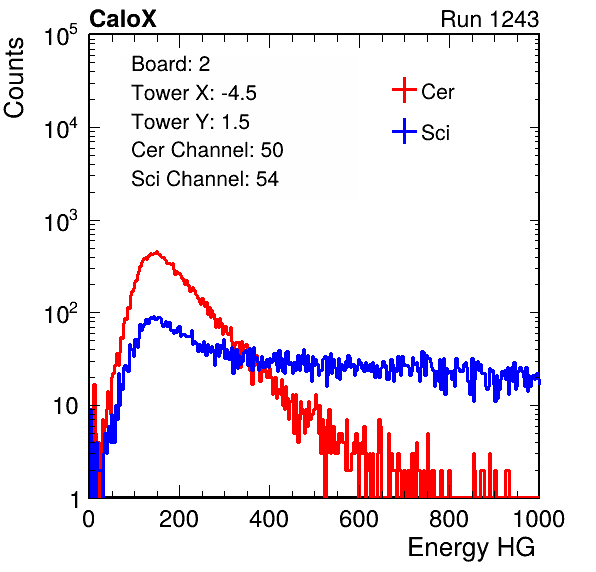 CaloX Run 1243
Counts
Board: 2
Tower X: -4.5
Tower Y: 1.5
Cer Channel: 50
Sci Channel: 54
Cer
Sci
10^5
10^4
10^3
10^2
10
1
0 200 400 600 800 1000
Energy HG